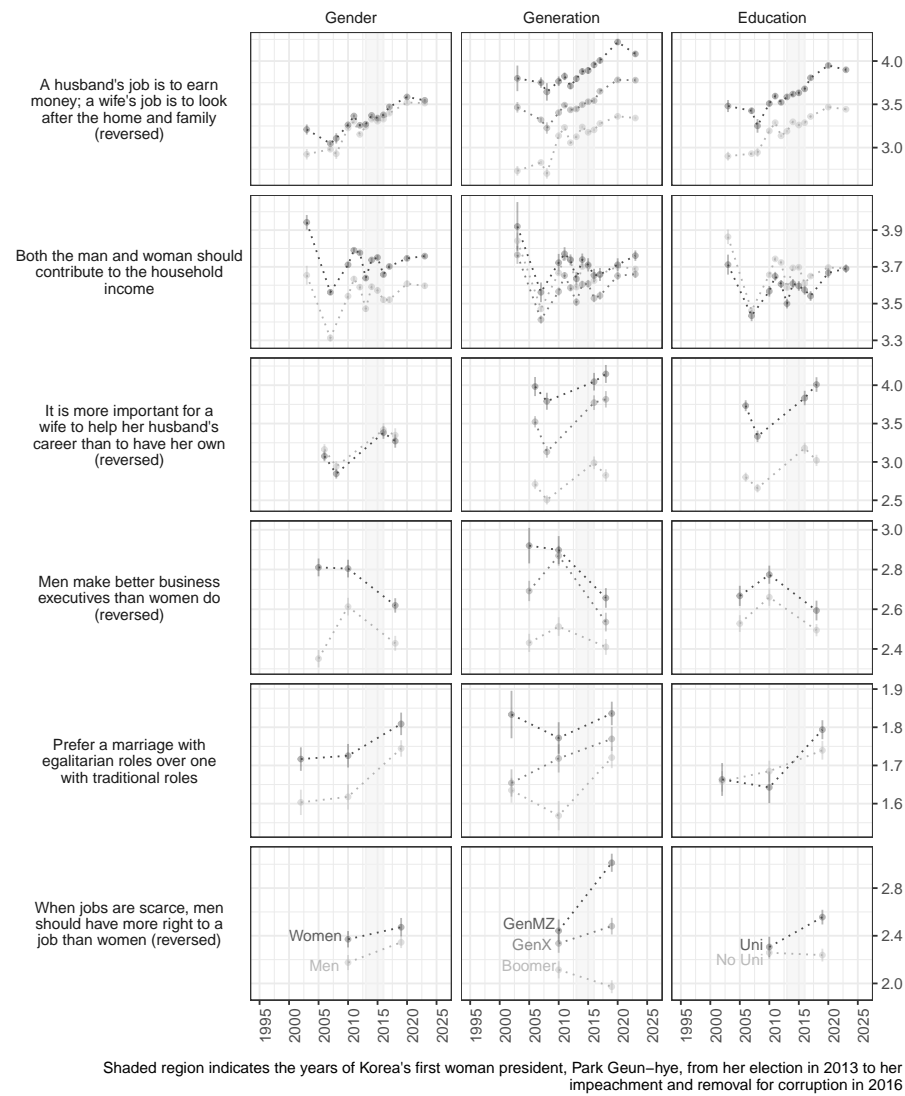 Gender
Generation
Education
A husband's job is to earn
money; a wife's job is to look
after the home and family
(reversed)
4.0
3.5
3.0
Both the man and woman should
contribute to the household
income
3.9
3.7
3.5
3.3
It is more important for a
wife to help her husband's
career than to have her own
(reversed)
4.0
3.5
3.0
2.5
Men make better business
executives than women do
(reversed)
3.0
2.8
2.6
2.4
Prefer a marriage with
egalitarian roles over one
with traditional roles
1.9
1.8
1.7
1.6
When jobs are scarce, men
should have more right to a
job than women (reversed)
Women
Men
GenMZ
GenX
Boomer
Uni
No Uni
2.8
2.4
2.0
1995 2000 2005 2010 2015 2020 2025
1995 2000 2005 2010 2015 2020 2025
1995 2000 2005 2010 2015 2020 2025
Shaded region indicates the years of Korea's first woman president, Park Geun−hye, from her election in 2013 to her
impeachment and removal for corruption in 2016